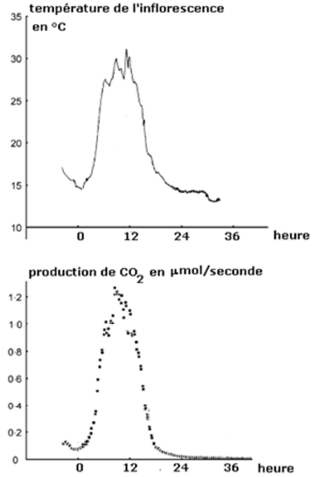 température de l'inflorescence
en °C
35
30
25
20
15
10
0 12 24 36 heure
production de CO2 en µmol/seconde
1·2
1·0
0·8
0·6
0·4
0·2
0
0 12 24 36 heure